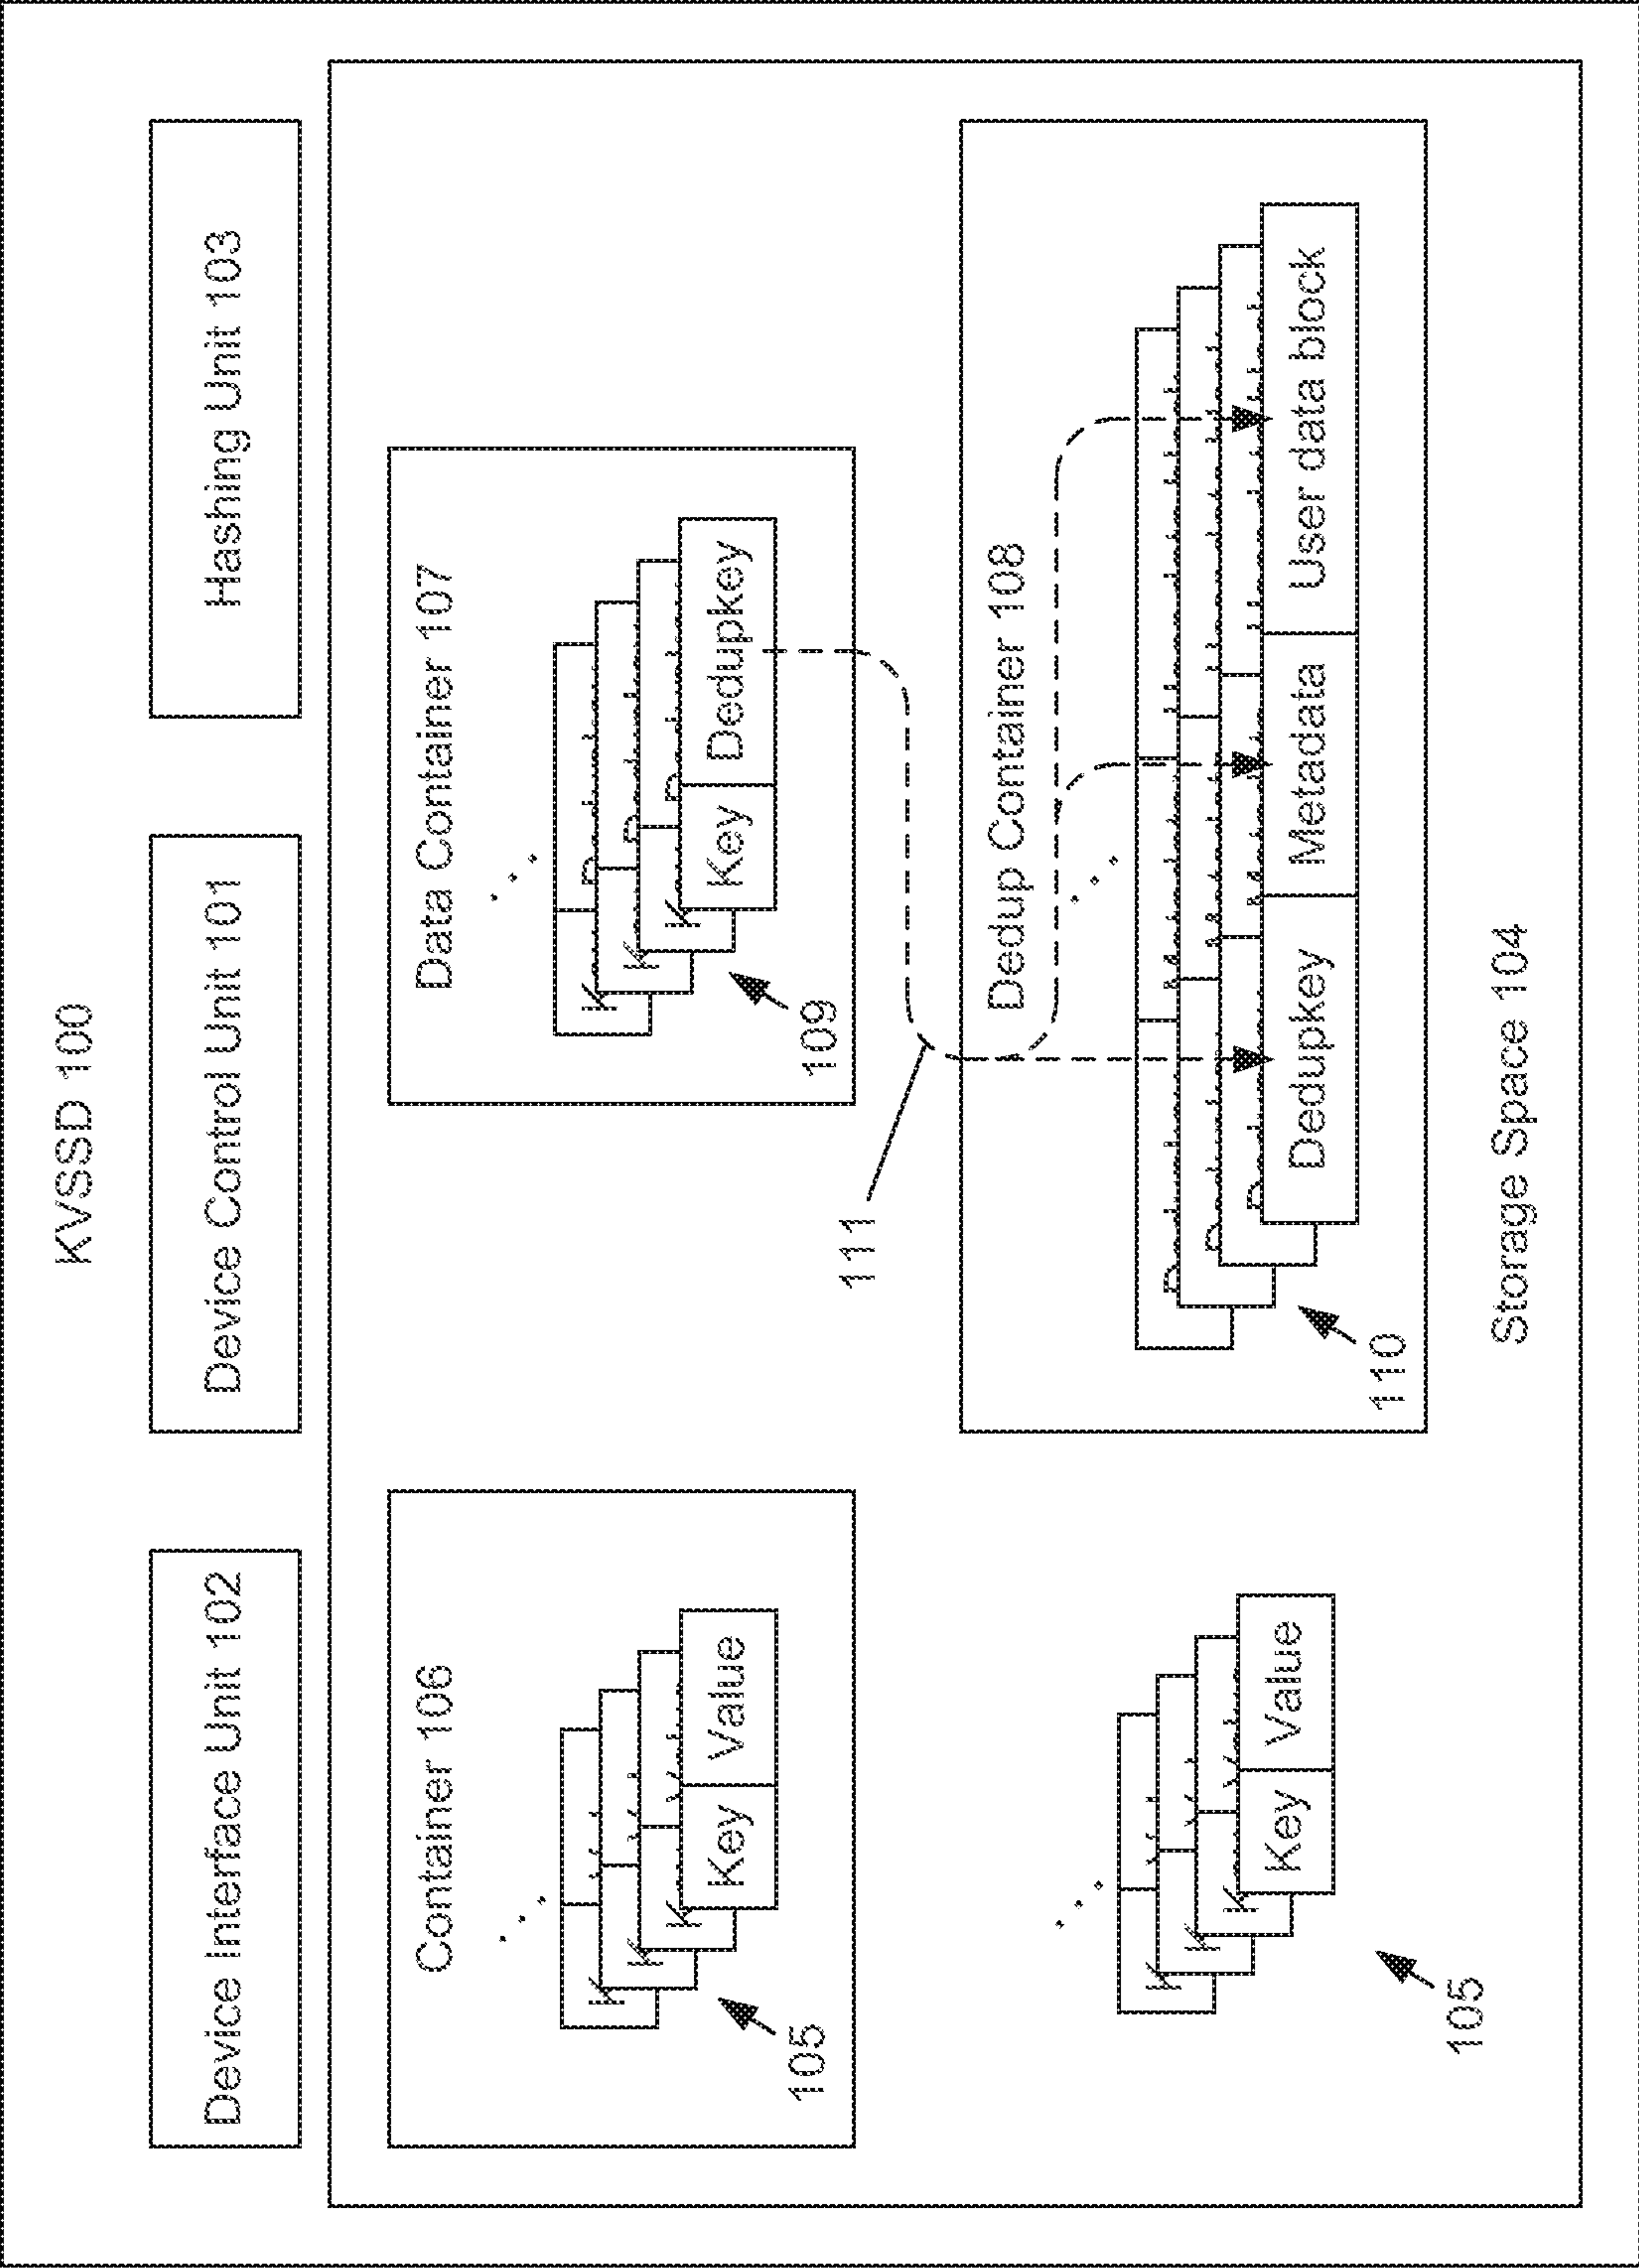 KVSSD 100
Device Interface Unit 102
Device Control Unit 101
Hashing Unit 103
Container 106
K
K
K
Key Value
105
Data Container 107
K
K
K
Key Dedupkey
109
111
K
K
K
Key Value
105
Dedup Container 108
Dedupkey Metadata User data block
110
Storage Space 104